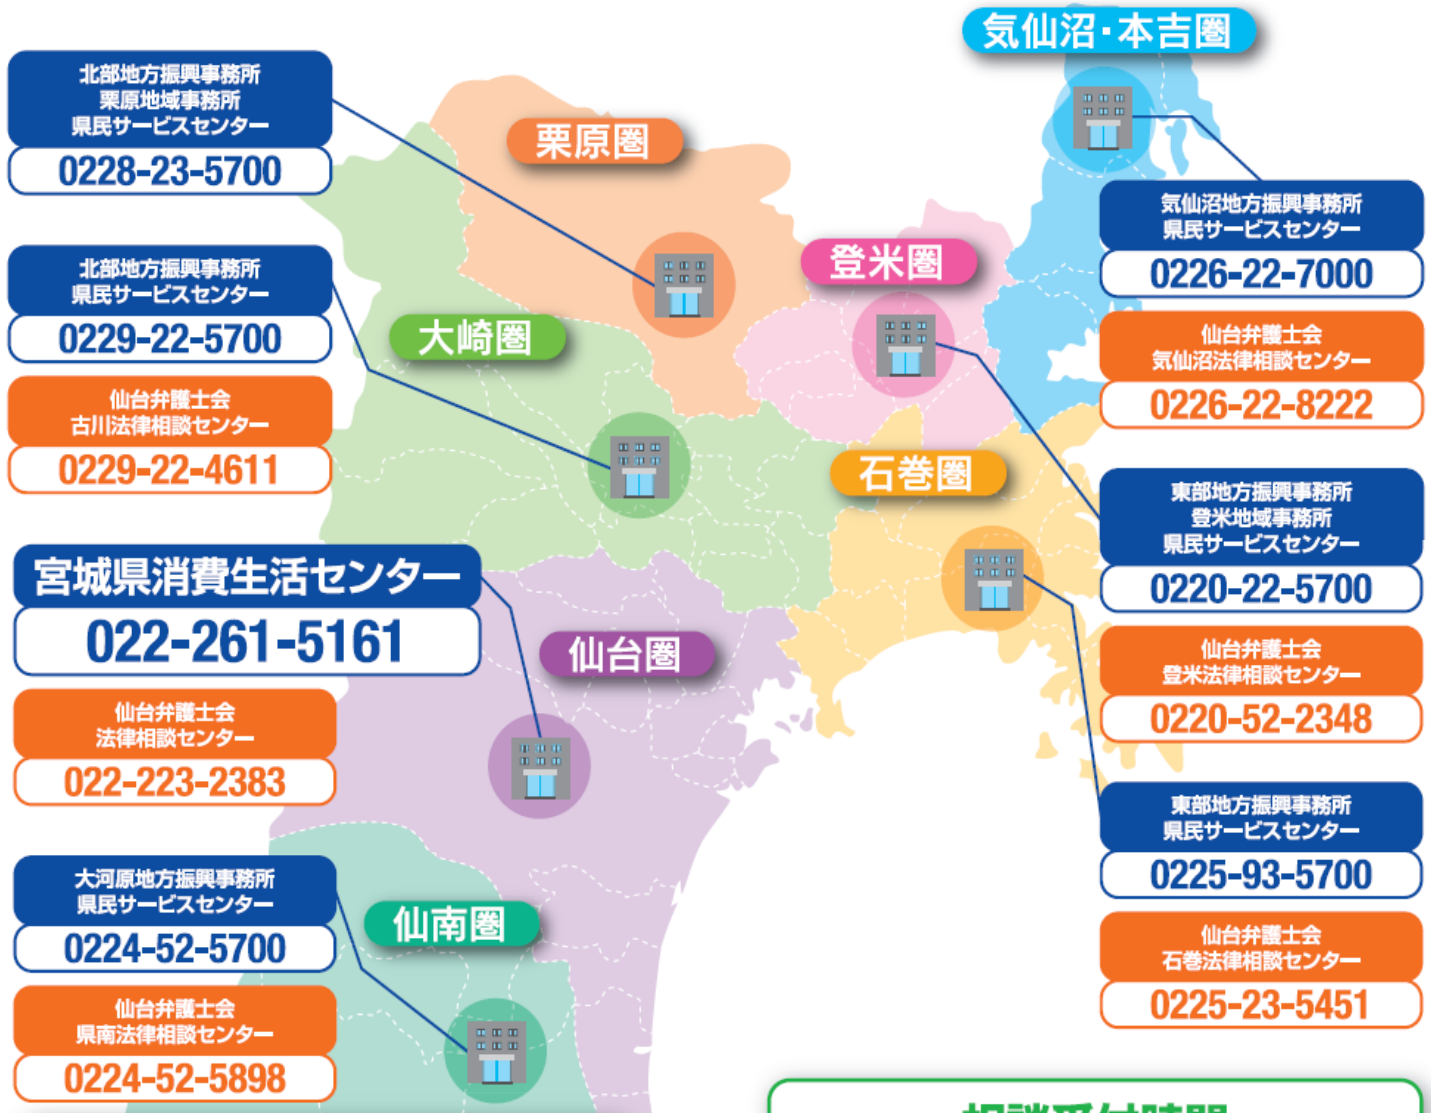 気仙沼・本吉圏
北部地方振興事務所
栗原地域事務所
県民サービスセンター
0228-23-5700
栗原圏
気仙沼地方振興事務所
県民サービスセンター
0226-22-7000
仙台弁護士会
気仙沼法律相談センター
0226-22-8222
登米圏
北部地方振興事務所
県民サービスセンター
0229-22-5700
大崎圏
仙台弁護士会
古川法律相談センター
0229-22-4611
石巻圏
東部地方振興事務所
登米地域事務所
県民サービスセンター
0220-22-5700
仙台弁護士会
登米法律相談センター
0220-52-2348
宮城県消費生活センター
022-261-5161
仙台圏
仙台弁護士会
法律相談センター
022-223-2383
東部地方振興事務所
県民サービスセンター
0225-93-5700
仙台弁護士会
石巻法律相談センター
0225-23-5451
大河原地方振興事務所
県民サービスセンター
0224-52-5700
仙南圏
仙台弁護士会
県南法律相談センター
0224-52-5898
相談受付時間